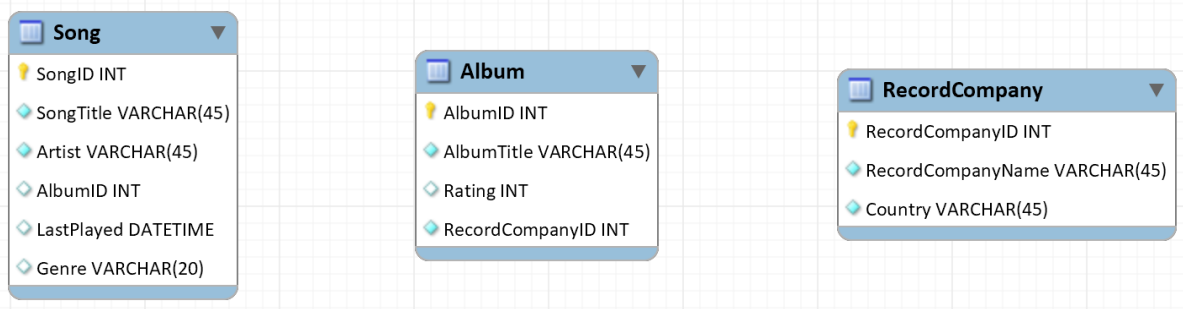 Song
SongID INT
SongTitle VARCHAR(45)
Artist VARCHAR(45)
AlbumID INT
LastPlayed DATETIME
Genre VARCHAR(20)
Album
AlbumID INT
AlbumTitle VARCHAR(45)
Rating INT
RecordCompanyID INT
RecordCompany
RecordCompanyID INT
RecordCompanyName VARCHAR(45)
Country VARCHAR(45)